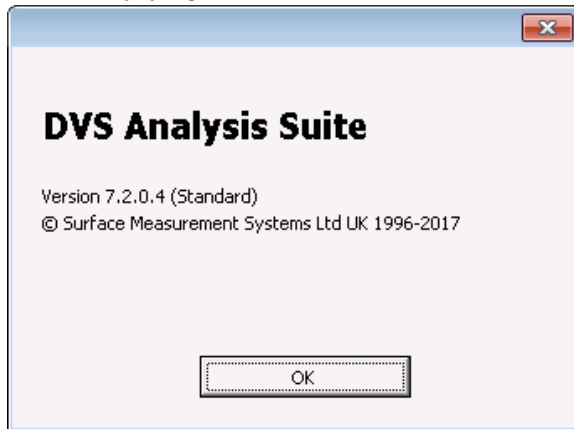 DVS Analysis Suite
Version 7.2.0.4 (Standard)
© Surface Measurement Systems Ltd UK 1996-2017
OK